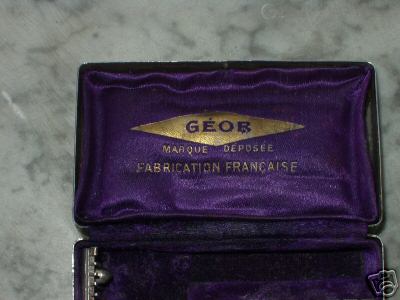 GÉOR
MARQUE DÉPOSÉE
FABRICATION FRANÇAISE